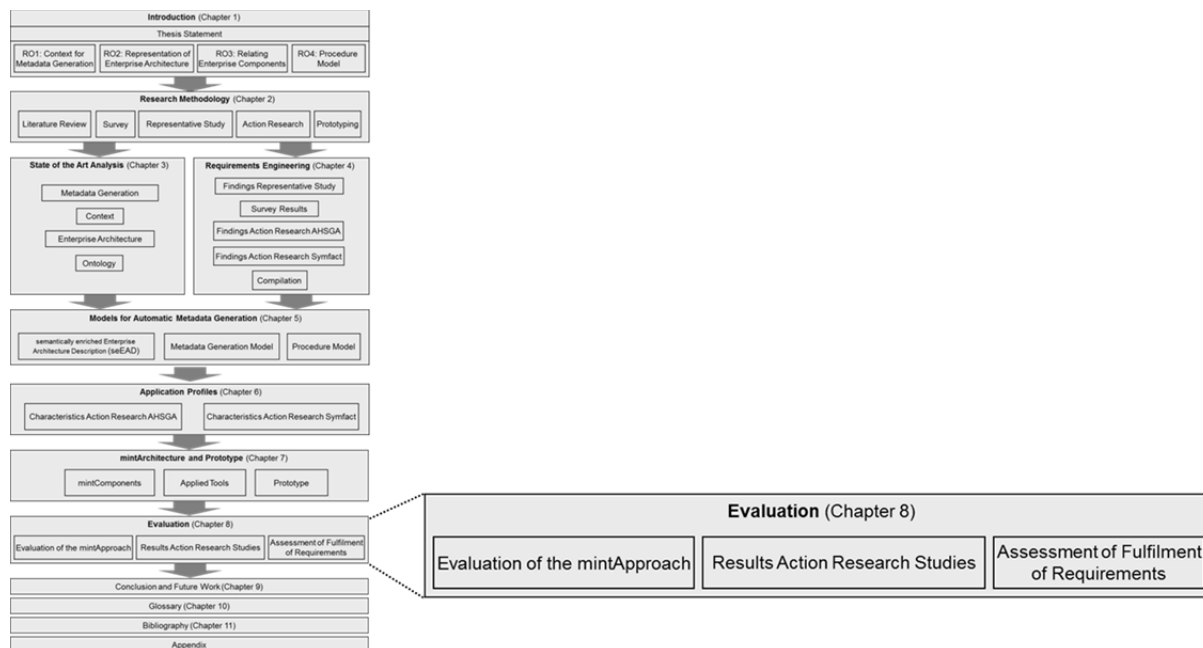 Introduction (Chapter 1)
Thesis Statement
RO1: Context for
Metadata Generation
RO2: Representation of
Enterprise Architecture
RO3: Relating
Enterprise Components
RO4: Procedure
Model
Research Methodology (Chapter 2)
Literature Review
Survey
Representative Study
Action Research
Prototyping
State of the Art Analysis (Chapter 3)
Metadata Generation
Context
Enterprise Architecture
Ontology
Requirements Engineering (Chapter 4)
Findings Representative Study
Survey Results
Findings Action Research AHSGA
Findings Action Research Symfact
Compilation
Models for Automatic Metadata Generation (Chapter 5)
semantically enriched Enterprise
Architecture Description (seEAD)
Metadata Generation Model
Procedure Model
Application Profiles (Chapter 6)
Characteristics Action Research AHSGA
Characteristics Action Research Symfact
mintArchitecture and Prototype (Chapter 7)
mintComponents
Applied Tools
Prototype
Evaluation (Chapter 8)
Evaluation of the mintApproach
Results Action Research Studies
Assessment of Fulfilment
of Requirements
Conclusion and Future Work (Chapter 9)
Glossary (Chapter 10)
Bibliography (Chapter 11)
Appendix
Evaluation (Chapter 8)
Evaluation of the mintApproach
Results Action Research Studies
Assessment of Fulfilment
of Requirements